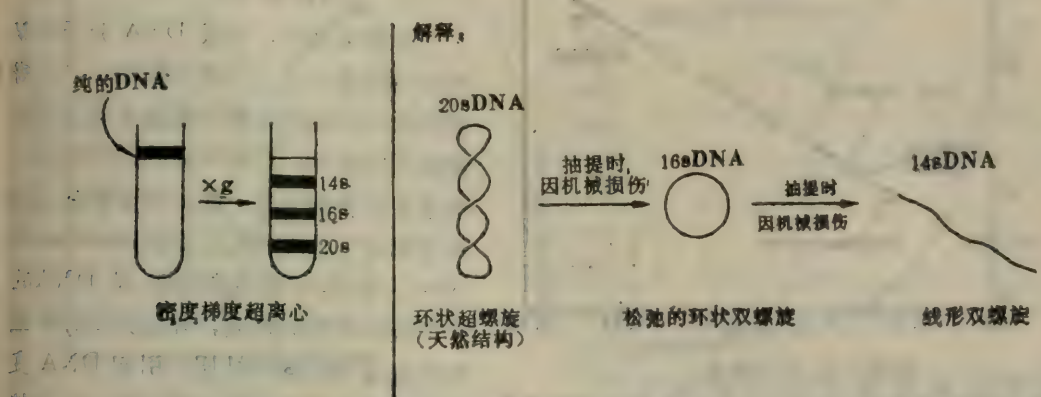 纯的DNA
×g
14s
16s
20s
密度梯度超离心
解释:
20sDNA
环状超螺旋
(天然结构)
抽提时,
因机械损伤
16sDNA
松弛的环状双螺旋
抽提时
因机械损伤
14sDNA
线形双螺旋